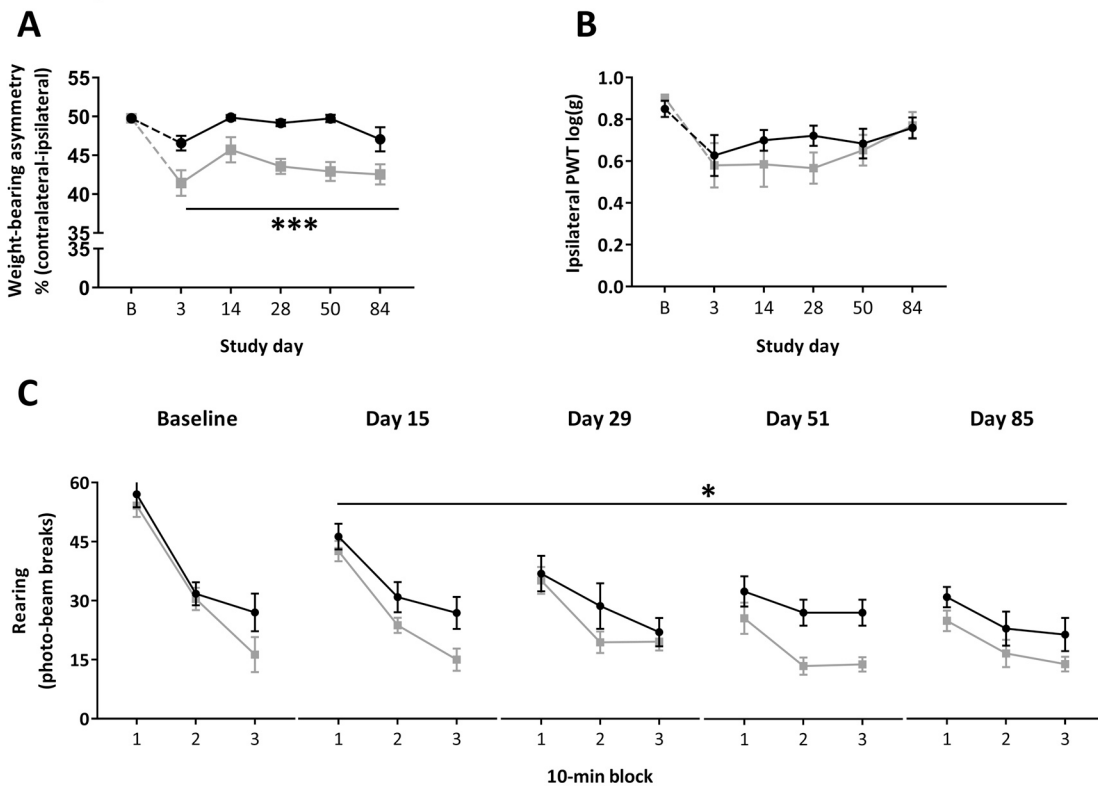 A
Weight-bearing asymmetry
% (contralateral-ipsilateral)
55
50
45
40
35
35
0
***
B 3 14 28 50 84
Study day
B
Ipsilateral PWT log(g)
1.0
0.8
0.6
0.4
0.2
0.0
B 3 14 28 50 84
Study day
C
Baseline Day 15 Day 29 Day 51 Day 85
Rearing
(photo-beam breaks)
60
45
30
15
0
*
1 2 3 1 2 3 1 2 3 1 2 3 1 2 3
10-min block